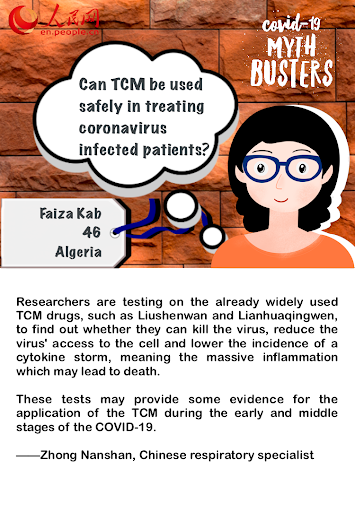 人民网
en.people.cn
covid-19
MYTH
BUSTERS
Can TCM be used
safely in treating
coronavirus
infected patients?
Faiza Kab
46
Algeria
Researchers are testing on the already widely used
TCM drugs, such as Liushenwan and Lianhuaqingwen,
to find out whether they can kill the virus, reduce the
virus' access to the cell and lower the incidence of a
cytokine storm, meaning the massive inflammation
which may lead to death.
These tests may provide some evidence for the
application of the TCM during the early and middle
stages of the COVID-19.
——Zhong Nanshan, Chinese respiratory specialist